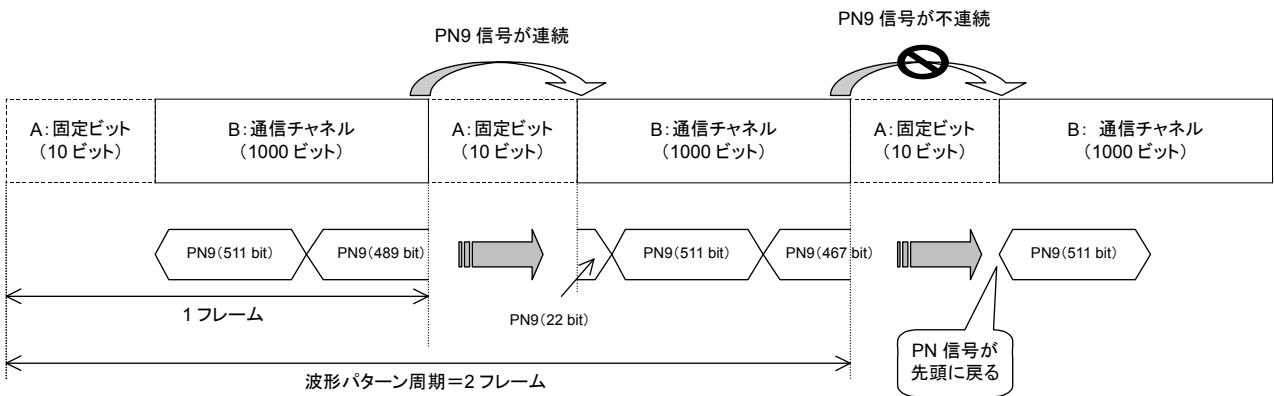 PN9 信号が連続
PN9 信号が不連続
A:固定ビット
（10 ビット）
B:通信チャネル
（1000 ビット）
A:固定ビット
（10 ビット）
B:通信チャネル
（1000 ビット）
A:固定ビット
（10 ビット）
B: 通信チャネル
（1000 ビット）
PN9（511 bit）
PN9（489 bit）
PN9（511 bit）
PN9（467 bit）
PN9（511 bit）
PN9（22 bit）
1 フレーム
PN 信号が
先頭に戻る
波形パターン周期＝2 フレーム